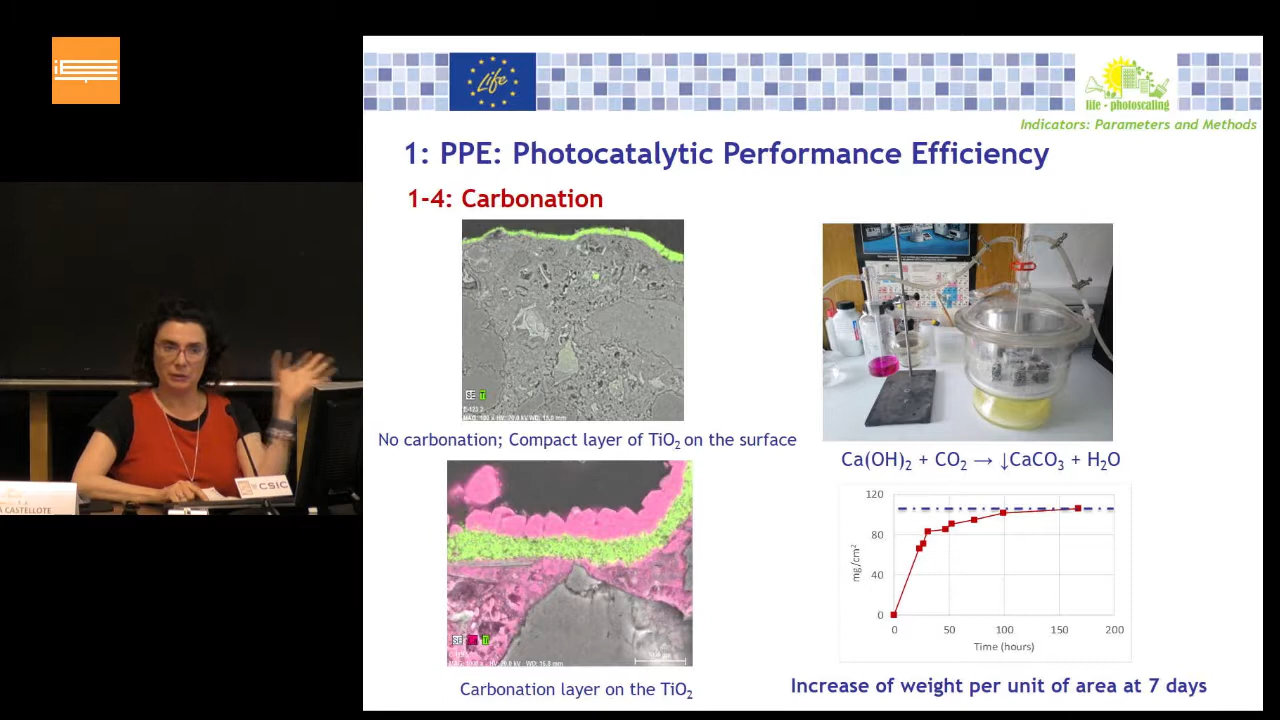 Life
life - photoscaling
Indicators: Parameters and Methods
1: PPE: Photocatalytic Performance Efficiency
1-4: Carbonation
SE Ti
No carbonation; Compact layer of TiO2 on the surface
Ca(OH)2 + CO2 → ↓CaCO3 + H2O
120
80
40
0
mg/cm2
0 50 100 150 200
Time (hours)
SE
Carbonation layer on the TiO2
Increase of weight per unit of area at 7 days
CSIC
CASTELLOTE